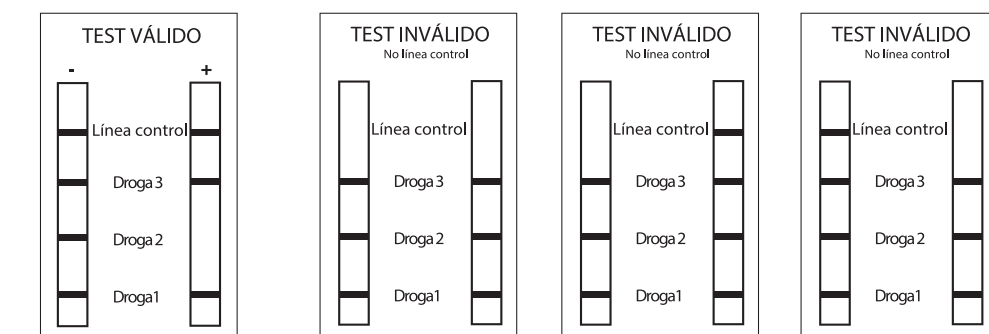 TEST VÁLIDO
- +
Línea control
Droga 3
Droga 2
Droga1
TEST INVÁLIDO
No línea control
Línea control
Droga 3
Droga 2
Droga1
TEST INVÁLIDO
No línea control
Línea control
Droga 3
Droga 2
Droga1
TEST INVÁLIDO
No línea control
Línea control
Droga 3
Droga 2
Droga1